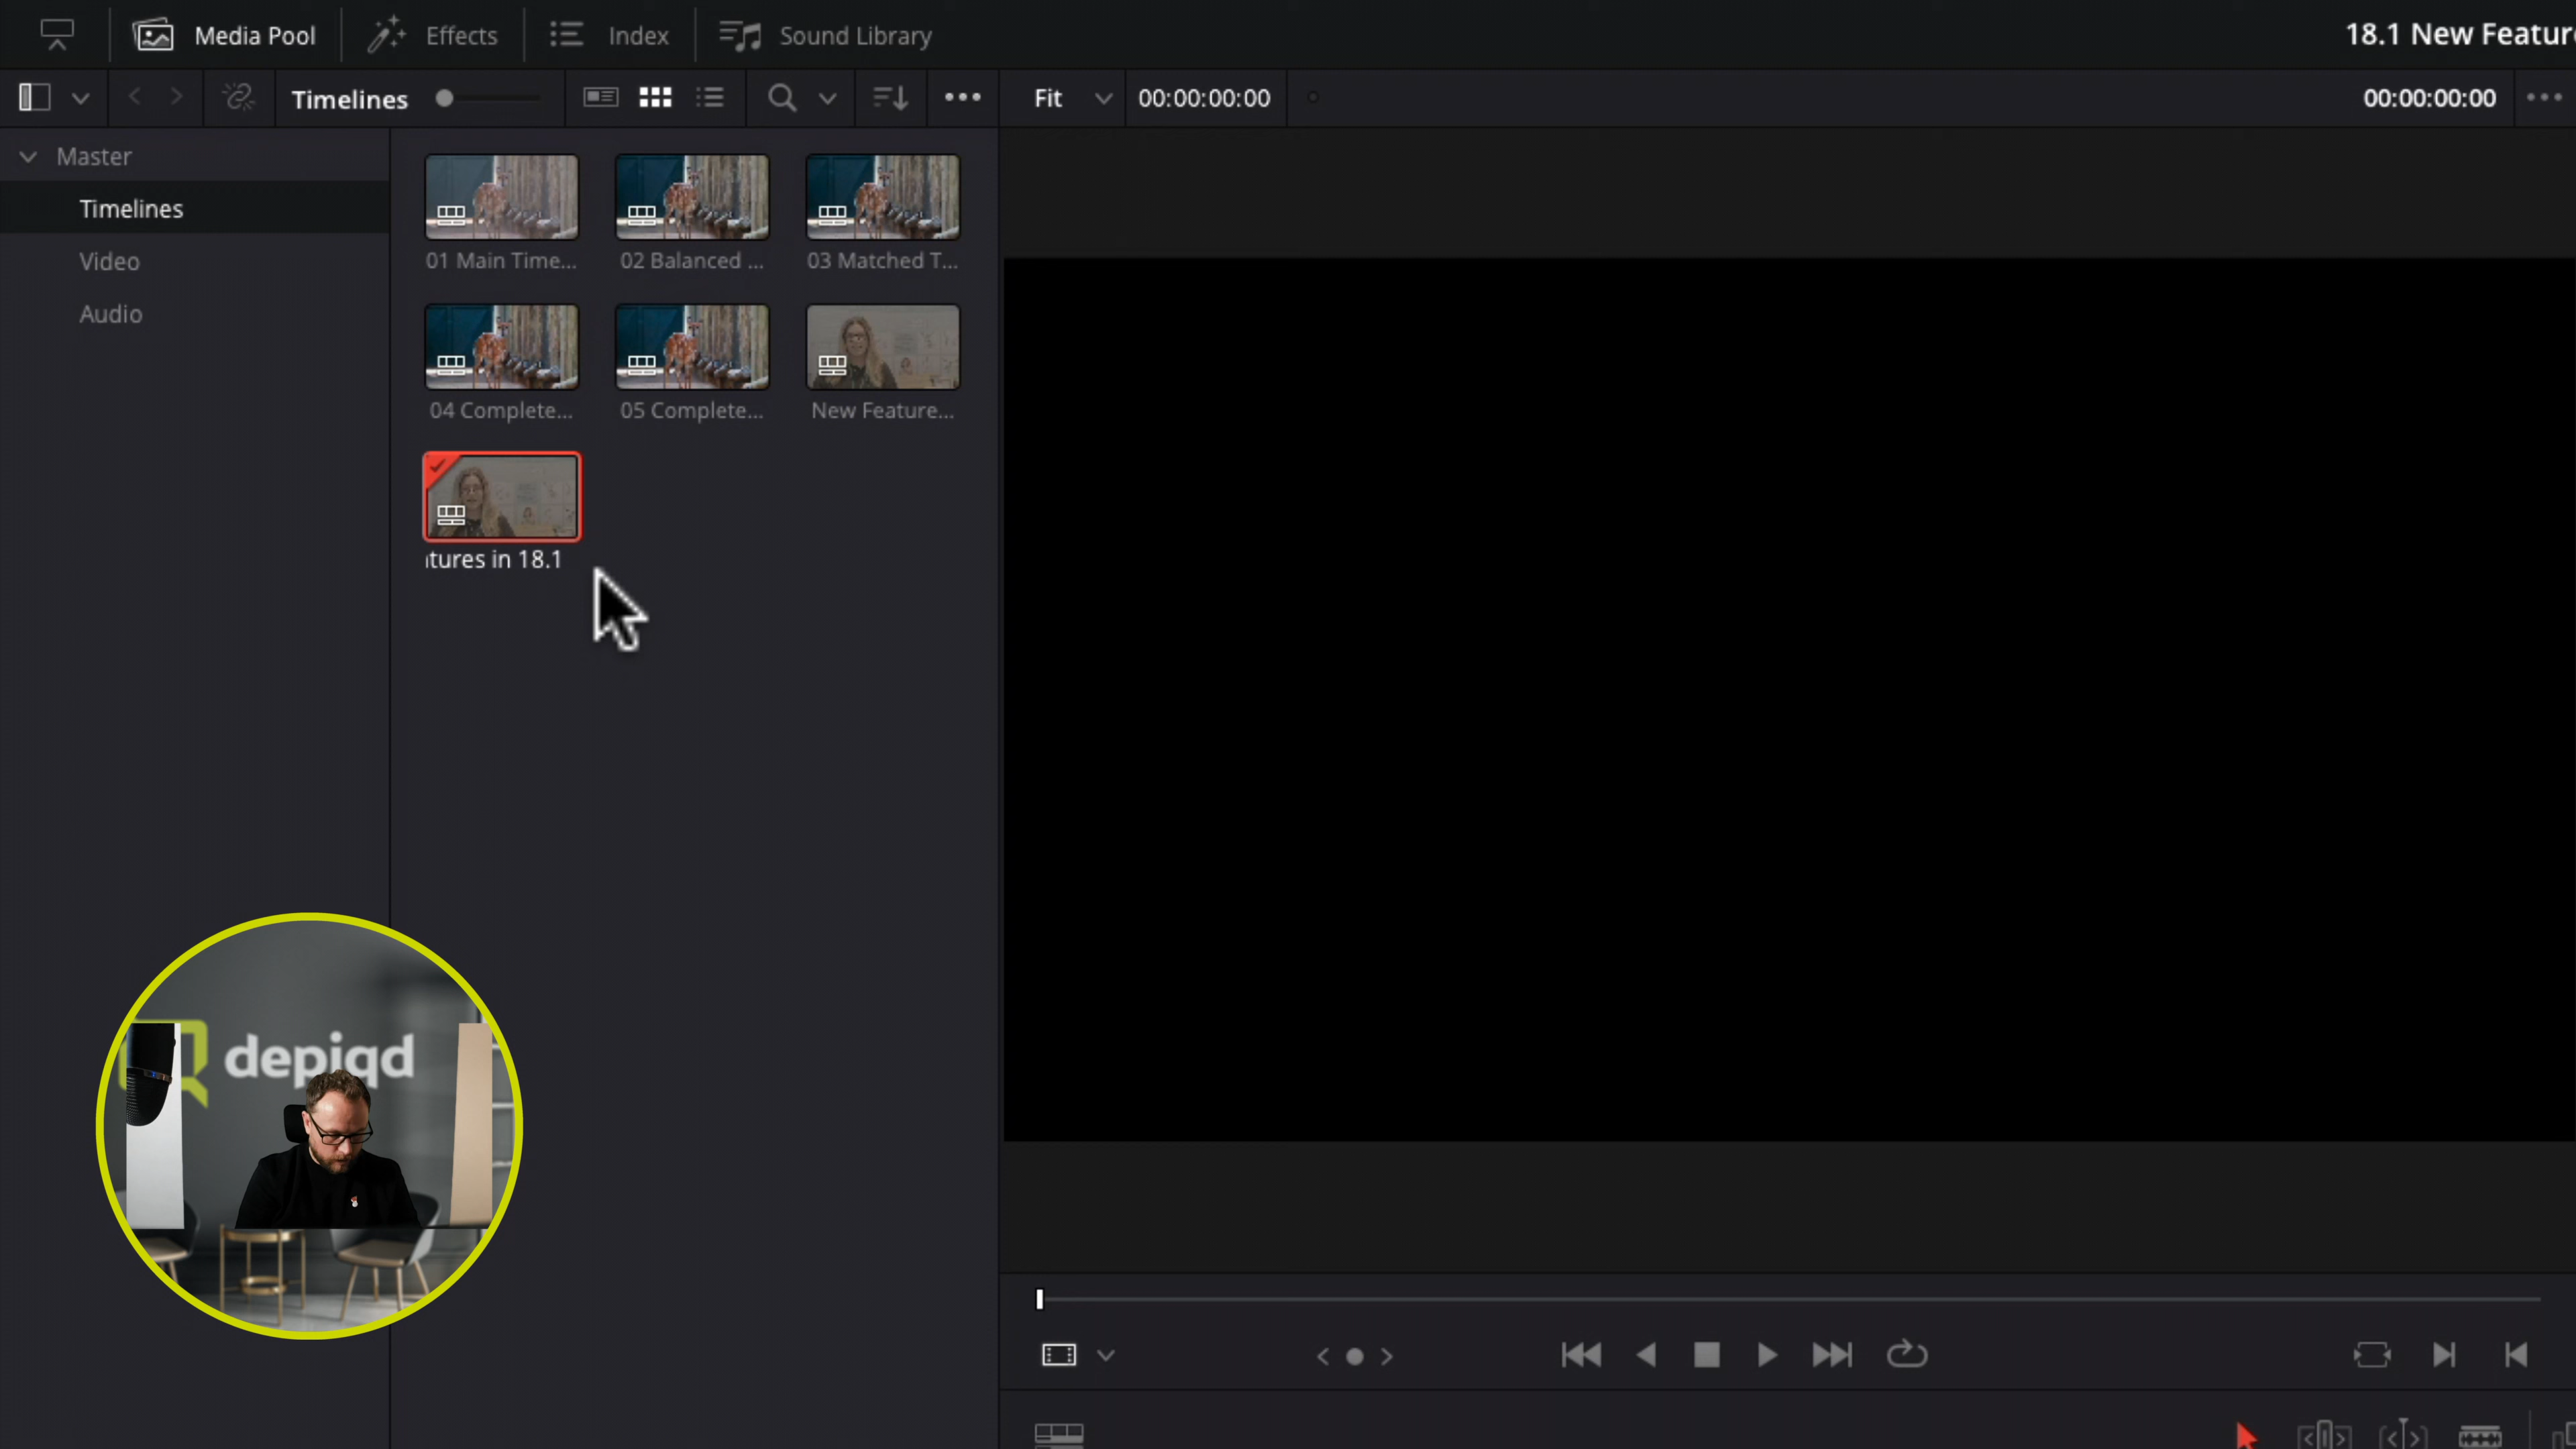 Media Pool
Effects
Index
Sound Library
18.1 New Featur
Timelines
Fit
00:00:00:00
00:00:00:00
Master
Timelines
Video
Audio
01 Main Time...
02 Balanced ...
03 Matched T...
04 Complete...
05 Complete...
New Feature...
tures in 18.1
depiqd